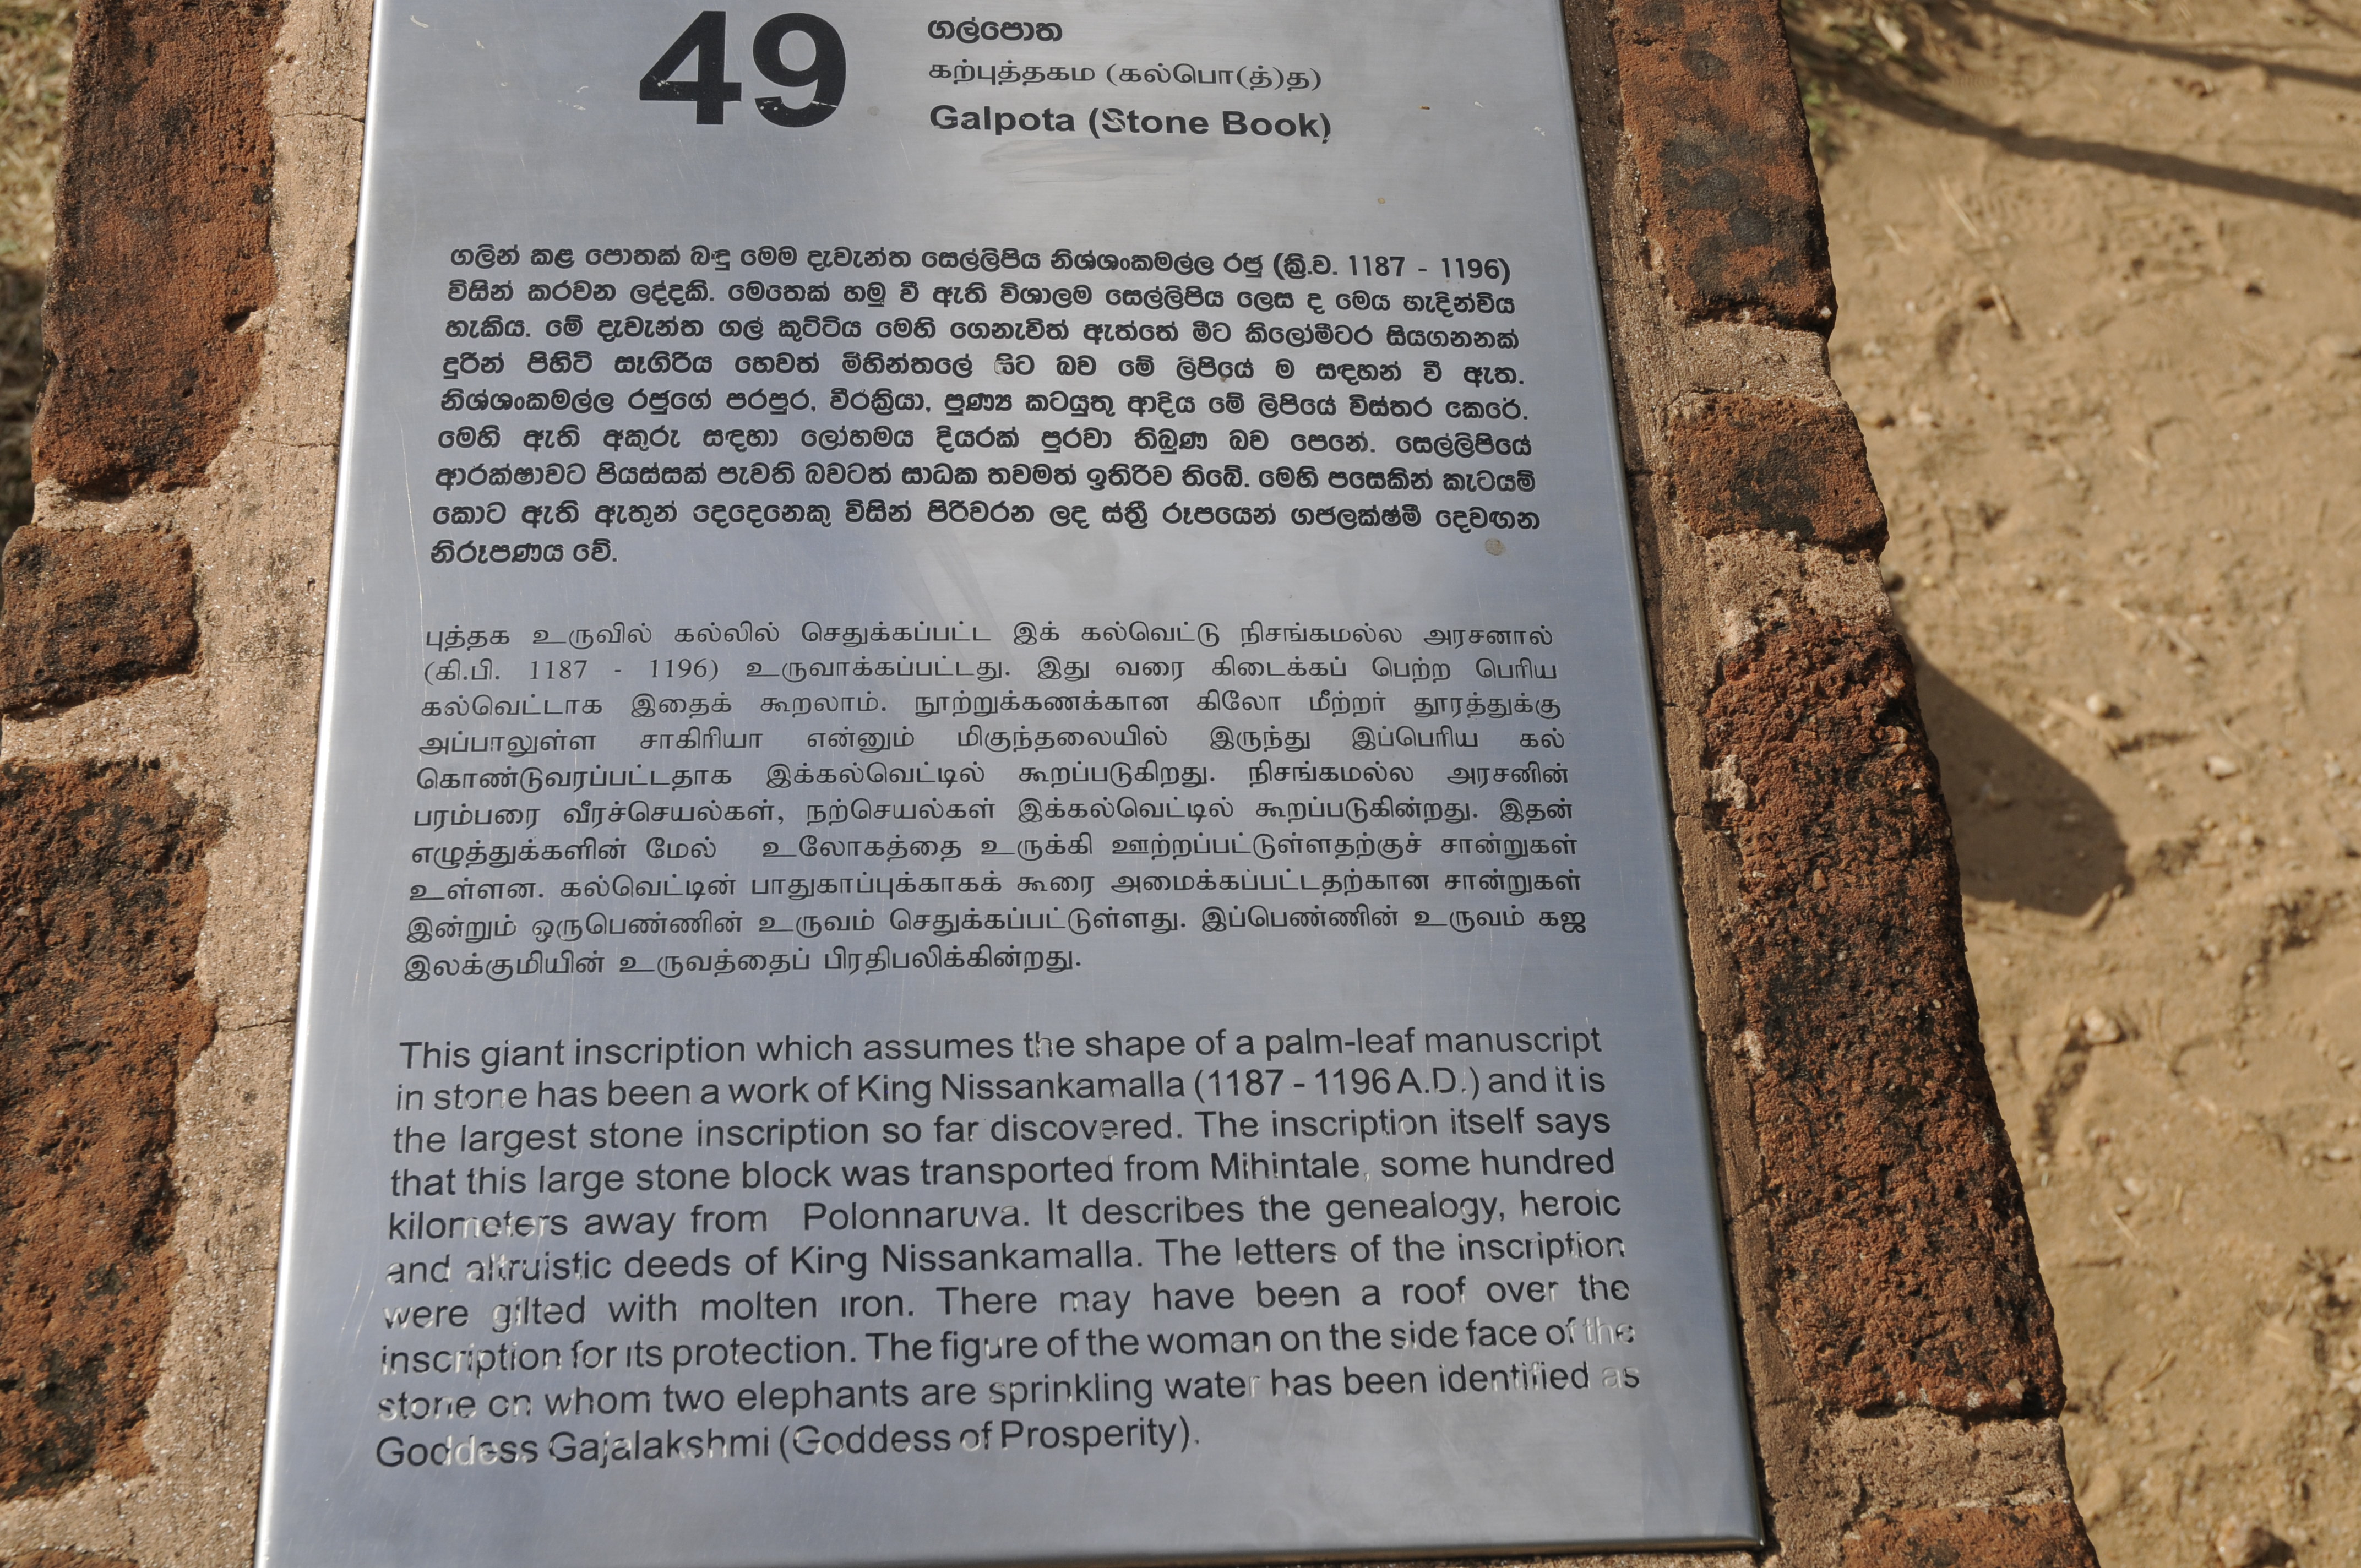 49
ගල්පොත
கற்புத்தகம (கல்பொ(த்)த)
Galpota (Stone Book)
ගලින් කළ පොතක් බඳු මෙම දැවැන්ත සෙල්ලිපිය නිශ්ශංකමල්ල රජු (ක්‍රි.ව. 1187 - 1196)
විසින් කරවන ලද්දකි. මෙතෙක් හමු වී ඇති විශාලම සෙල්ලිපිය ලෙස ද මෙය හැදින්විය
හැකිය. මේ දැවැන්ත ගල් කුට්ටිය මෙහි ගෙනැවිත් ඇත්තේ මීට කිලෝමීටර සියගනනක්
දුරින් පිහිටි සෑගිරිය හෙවත් මිහින්තලේ සිට බව මේ ලිපියේ ම සඳහන් වී ඇත.
නිශ්ශංකමල්ල රජුගේ පරපුර, වීරක්‍රියා, පුණ්‍ය කටයුතු ආදිය මේ ලිපියේ විස්තර කෙරේ.
මෙහි ඇති අකුරු සඳහා ලෝහමය දියරක් පුරවා තිබුණ බව පෙනේ. සෙල්ලිපියේ
ආරක්ෂාවට පියස්සක් පැවති බවටත් සාධක තවමත් ඉතිරිව තිබේ. මෙහි පසෙකින් කැටයම්
කොට ඇති ඇතුන් දෙදෙනෙකු විසින් පිරිවරන ලද ස්ත්‍රී රූපයෙන් ගජලක්ෂ්මී දෙවඟන
නිරූපණය වේ.
புத்தக உருவில் கல்லில் செதுக்கப்பட்ட இக் கல்வெட்டு நிசங்கமல்ல அரசனால்
(கி.பி. 1187 - 1196) உருவாக்கப்பட்டது. இது வரை கிடைக்கப் பெற்ற பெரிய
கல்வெட்டாக இதைக் கூறலாம். நூற்றுக்கணக்கான கிலோ மீற்றர் தூரத்துக்கு
அப்பாலுள்ள சாகிரியா என்னும் மிகுந்தலையில் இருந்து இப்பெரிய கல்
கொண்டுவரப்பட்டதாக இக்கல்வெட்டில் கூறப்படுகிறது. நிசங்கமல்ல அரசனின்
பரம்பரை வீரச்செயல்கள், நற்செயல்கள் இக்கல்வெட்டில் கூறப்படுகின்றது. இதன்
எழுத்துக்களின் மேல் உலோகத்தை உருக்கி ஊற்றப்பட்டுள்ளதற்குச் சான்றுகள்
உள்ளன. கல்வெட்டின் பாதுகாப்புக்காகக் கூரை அமைக்கப்பட்டதற்கான சான்றுகள்
இன்றும் ஒருபெண்ணின் உருவம் செதுக்கப்பட்டுள்ளது. இப்பெண்ணின் உருவம் கஜ
இலக்குமியின் உருவத்தைப் பிரதிபலிக்கின்றது.
This giant inscription which assumes the shape of a palm-leaf manuscript
in stone has been a work of King Nissankamalla (1187 - 1196 A.D.) and it is
the largest stone inscription so far discovered. The inscription itself says
that this large stone block was transported from Mihintale, some hundred
kilometers away from Polonnaruva. It describes the genealogy, heroic
and altruistic deeds of King Nissankamalla. The letters of the inscription
were gilted with molten iron. There may have been a roof over the
inscription for its protection. The figure of the woman on the side face of the
stone on whom two elephants are sprinkling water has been identified as
Goddess Gajalakshmi (Goddess of Prosperity).